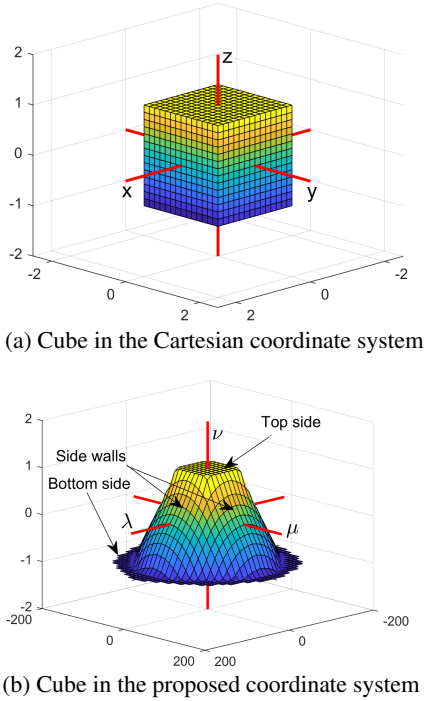 2
z
1
0
-1
x
y
-2
-2
-2
0
0
2
2
(a) Cube in the Cartesian coordinate system
2
ν
Top side
1
Side walls
Bottom side
0
λ
μ
-1
-2
-200
-200
0
0
200
200
(b) Cube in the proposed coordinate system